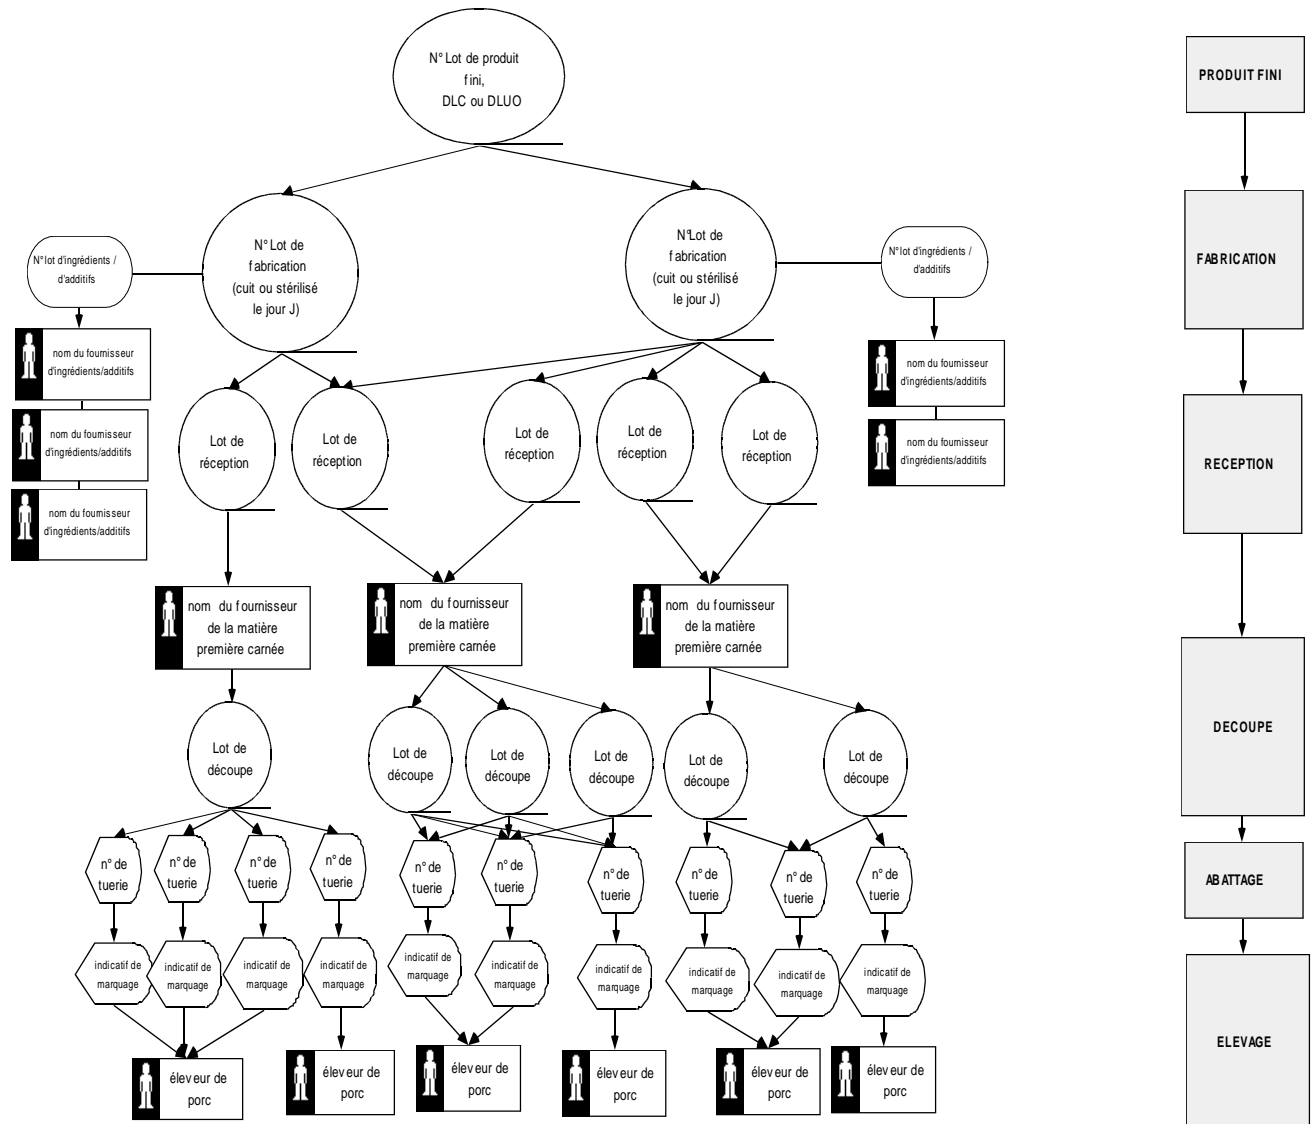 N° Lot de produit
fini,
DLC ou DLUO
PRODUIT FINI
N° lot d'ingrédients /
d'additifs
N° Lot de
fabrication
(cuit ou stérilisé
le jour J)
N°Lot de
fabrication
(cuit ou stérilisé
le jour J)
N° lot d'ingrédients /
d'additifs
FABRICATION
nom du fournisseur
d'ingrédients/additifs
nom du fournisseur
d'ingrédients/additifs
nom du fournisseur
d'ingrédients/additifs
nom du fournisseur
d'ingrédients/additifs
nom du fournisseur
d'ingrédients/additifs
Lot de
réception
Lot de
réception
Lot de
réception
Lot de
réception
Lot de
réception
RECEPTION
nom du fournisseur
de la matière
première carnée
nom du fournisseur
de la matière
première carnée
nom du fournisseur
de la matière
première carnée
Lot de
découpe
Lot de
découpe
Lot de
découpe
Lot de
découpe
Lot de
découpe
Lot de
découpe
DECOUPE
n° de
tuerie
n° de
tuerie
n° de
tuerie
n° de
tuerie
n° de
tuerie
n° de
tuerie
n° de
tuerie
n° de
tuerie
n° de
tuerie
n° de
tuerie
ABATTAGE
indicatif de
marquage
indicatif de
marquage
indicatif de
marquage
indicatif de
marquage
indicatif de
marquage
indicatif de
marquage
indicatif de
marquage
indicatif de
marquage
indicatif de
marquage
indicatif de
marquage
éleveur de
porc
éleveur de
porc
éleveur de
porc
éleveur de
porc
éleveur de
porc
éleveur de
porc
ELEVAGE